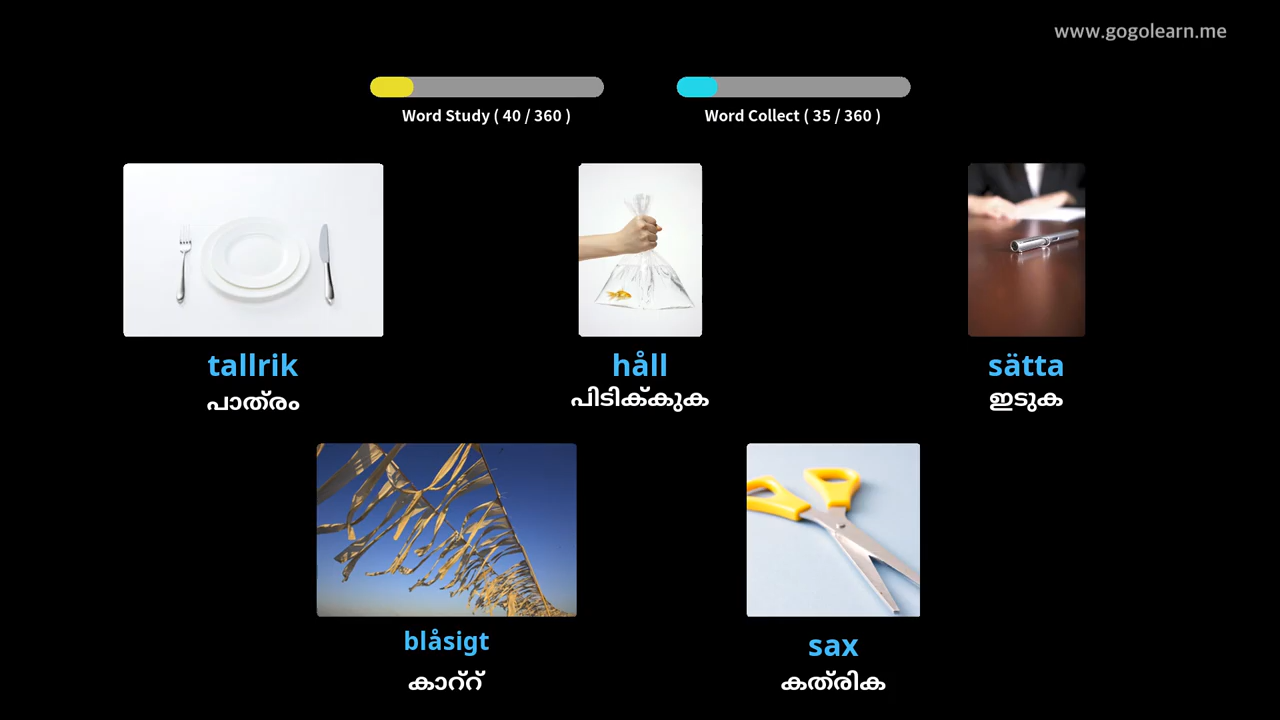 www.gogolearn.me
Word Study ( 40 / 360 )
Word Collect ( 35 / 360 )
tallrik
പാത്രം
håll
പിടിക്കുക
sätta
ഇടുക
blåsigt
കാറ്റ്
sax
കത്രിക